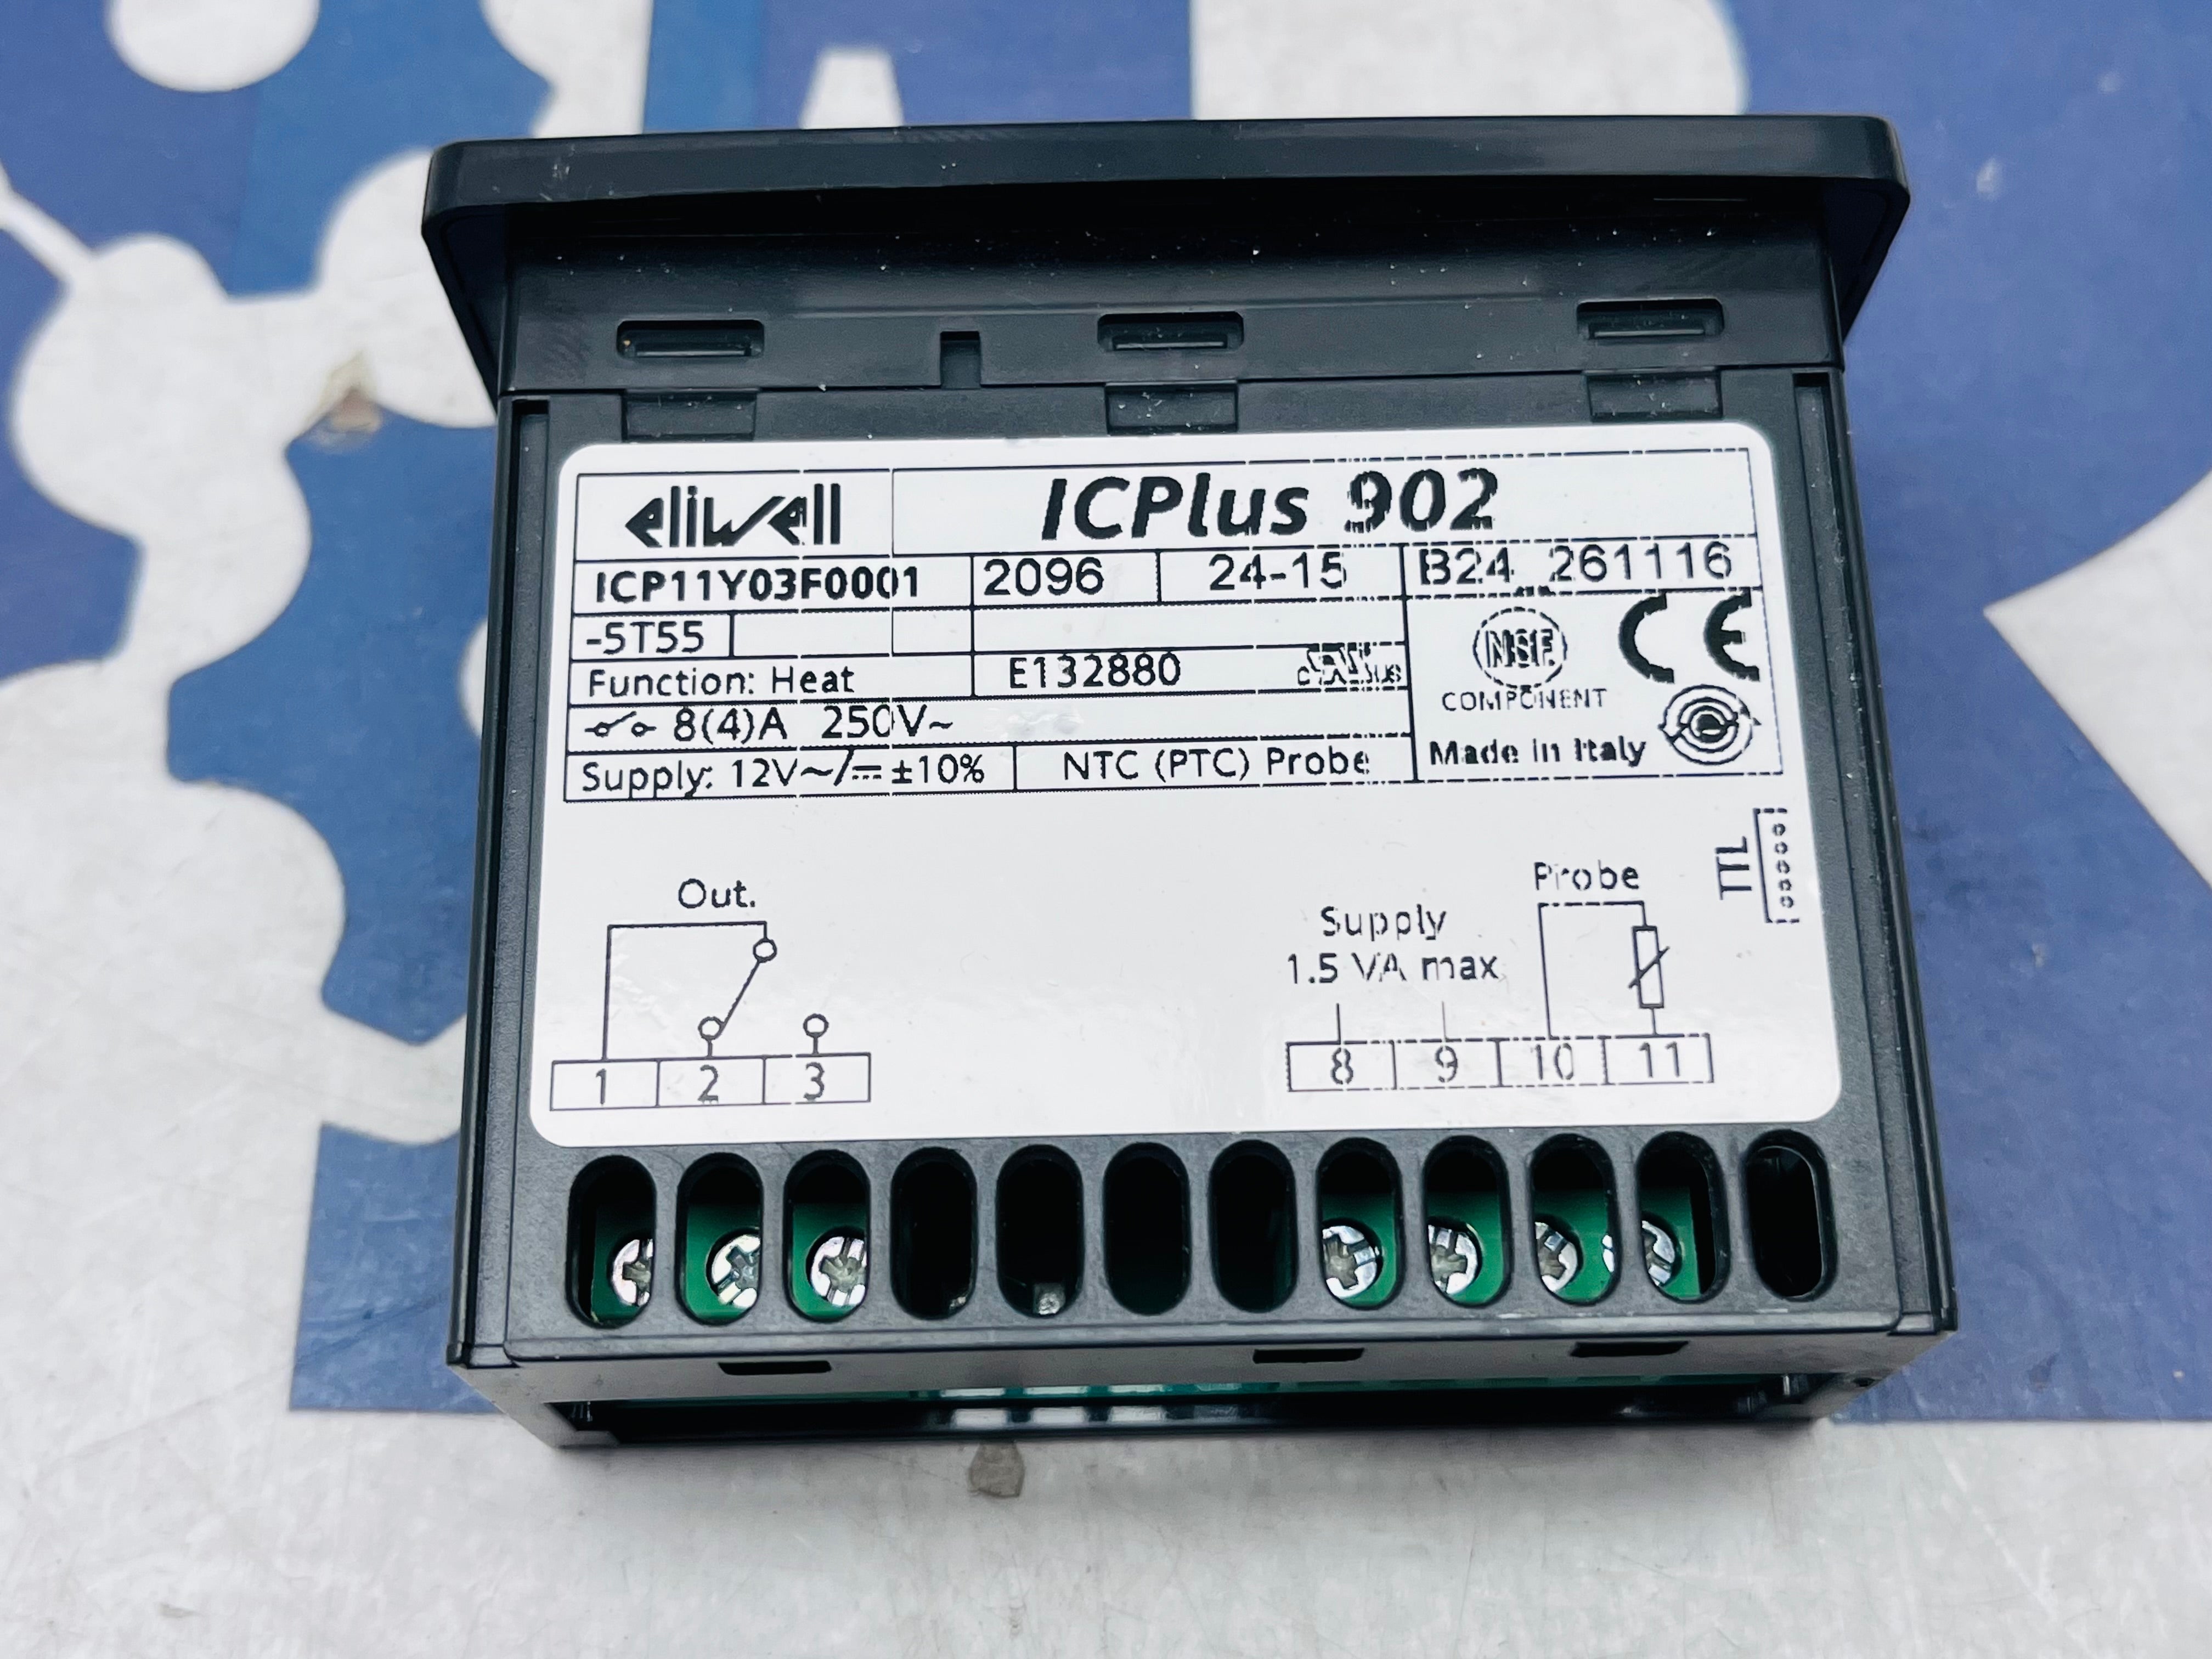 eliwell ICPlus 902
ICP11Y03F0001 2096 24-15 B24 261116
-5T55
Function: Heat E132880 c US
8(4)A 250V~
NSF
COMPONENT
CE
Made in Italy
Supply: 12V~/⎓ ±10% NTC (PTC) Probe
TTL
Out.
Probe
Supply
1.5 VA max
1 2 3 8 9 10 11